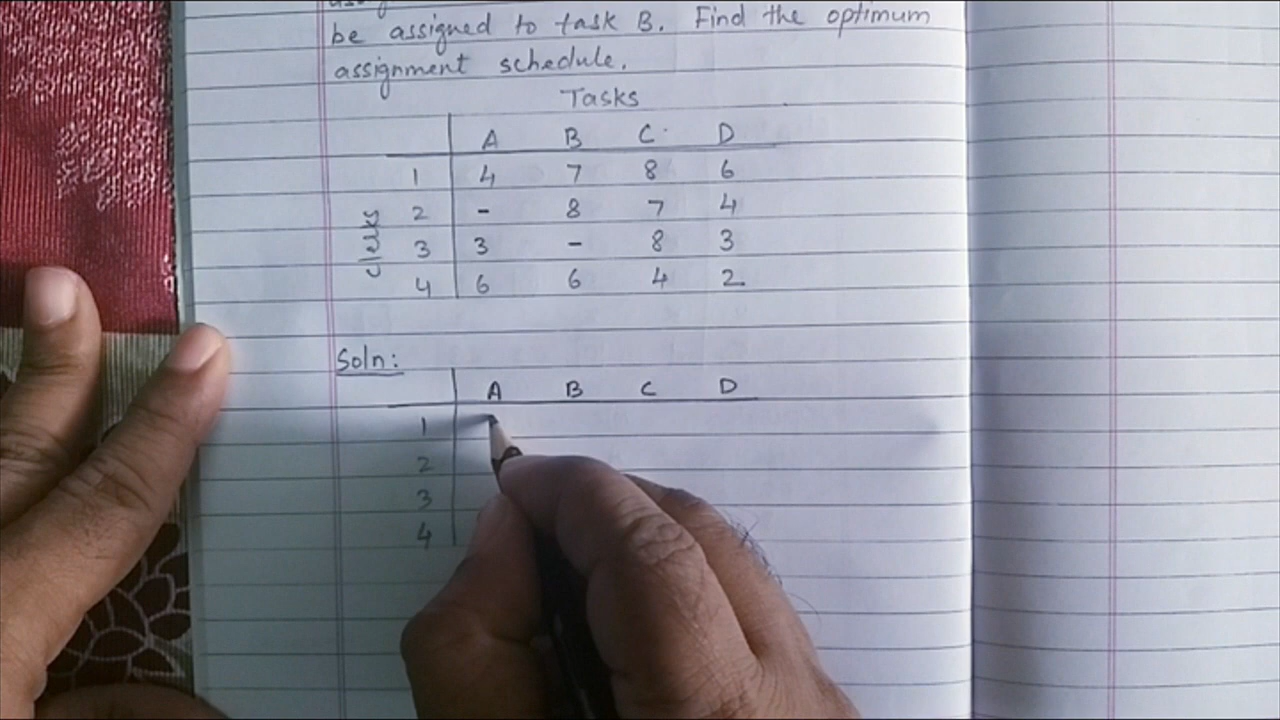 be assigned to task B. Find the optimum
assignment schedule.
Tasks
A B C D
1 4 7 8 6
2 - 8 7 4
Clerks
3 3 - 8 3
4 6 6 4 2
Soln:
A B C D
1
2
3
4